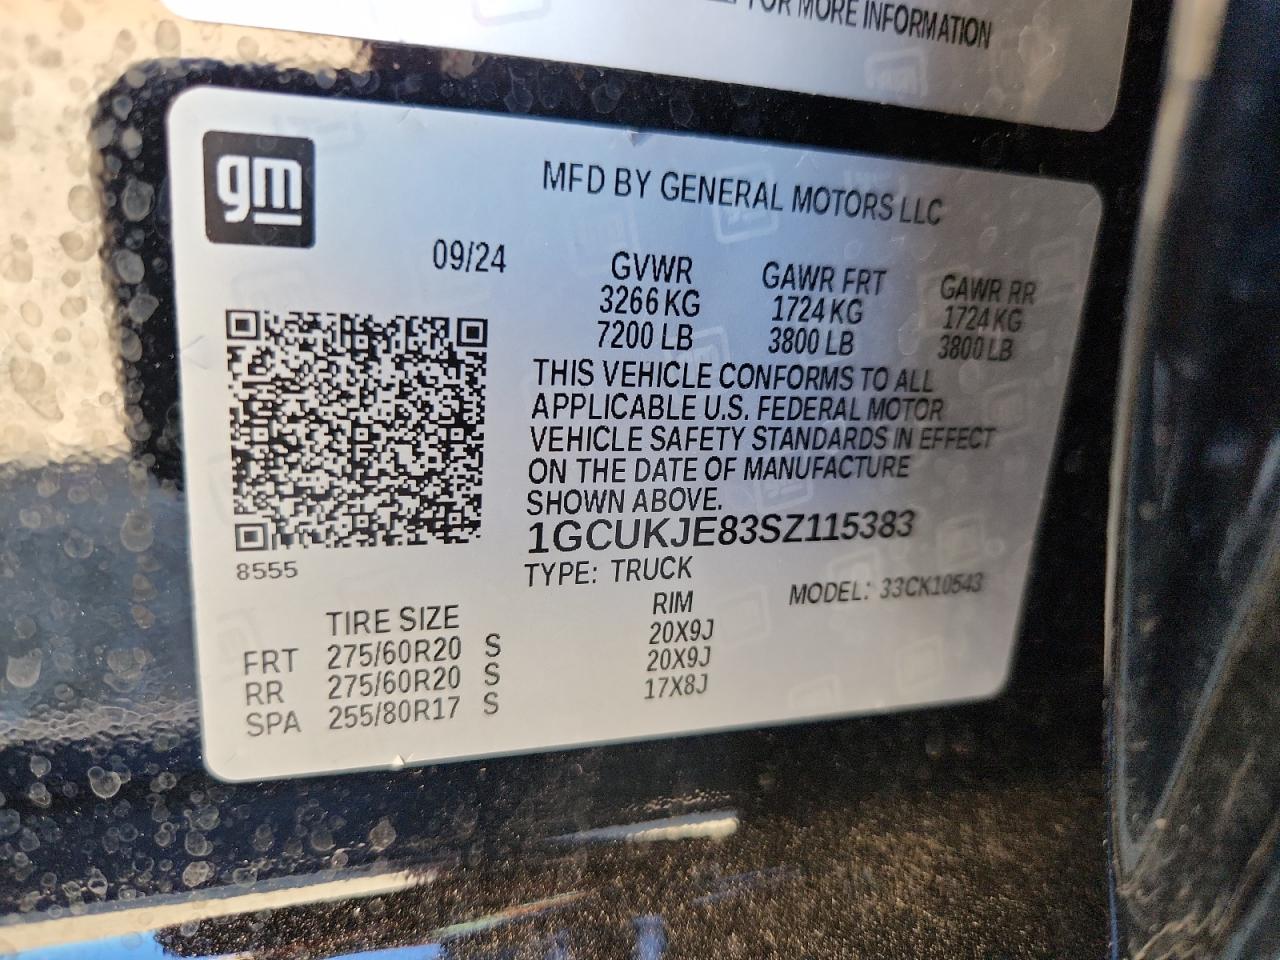 FOR MORE INFORMATION
gm
MFD BY GENERAL MOTORS LLC
09/24
GVWR GAWR FRT GAWR RR
3266 KG 1724 KG 1724 KG
7200 LB 3800 LB 3800 LB
THIS VEHICLE CONFORMS TO ALL
APPLICABLE U.S. FEDERAL MOTOR
VEHICLE SAFETY STANDARDS IN EFFECT
ON THE DATE OF MANUFACTURE
SHOWN ABOVE.
1GCUKJE83SZ115383
8555
TYPE: TRUCK MODEL: 33CK10543
TIRE SIZE RIM
FRT 275/60R20 S 20X9J
RR 275/60R20 S 20X9J
SPA 255/80R17 S 17X8J